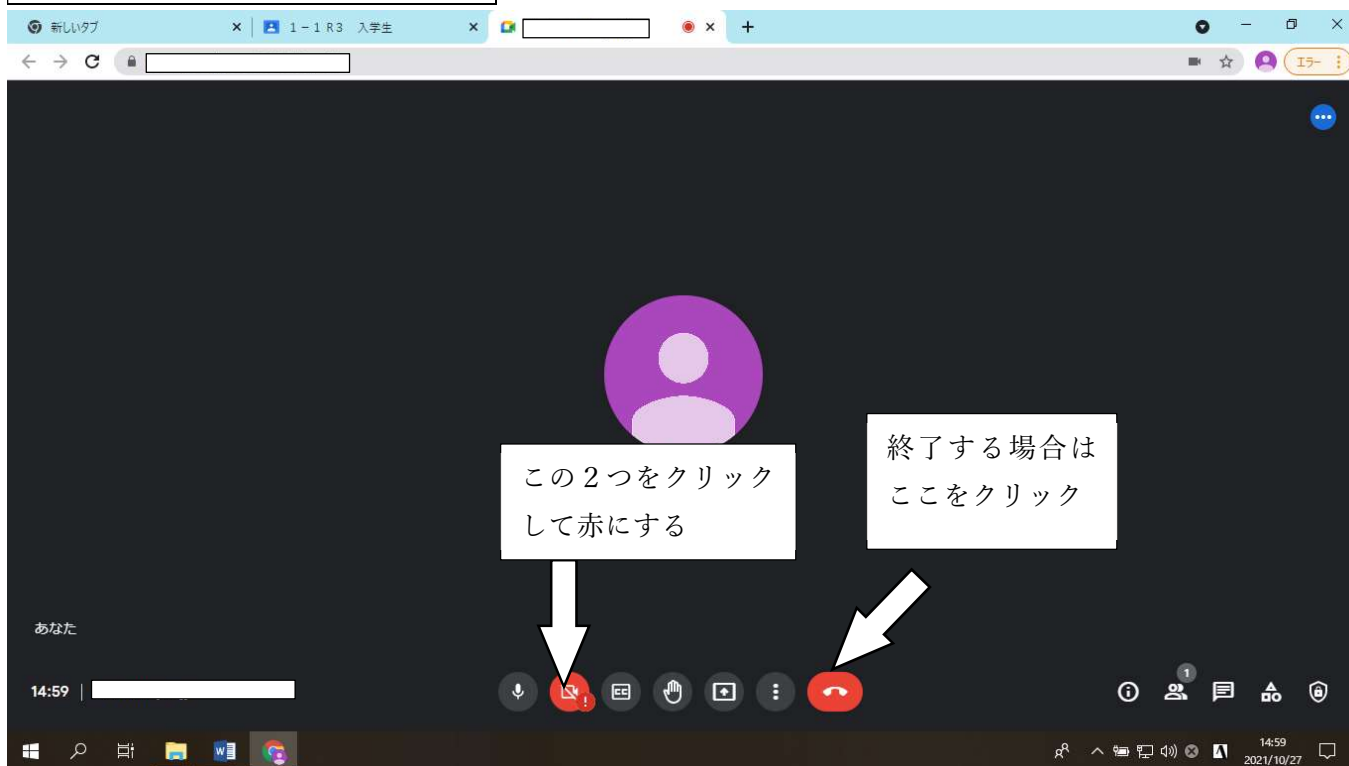 新しいタブ
1－1 R3 入学生
エラー
この２つをクリック
して赤にする
終了する場合は
ここをクリック
あなた
14:59
1
14:59
2021/10/27